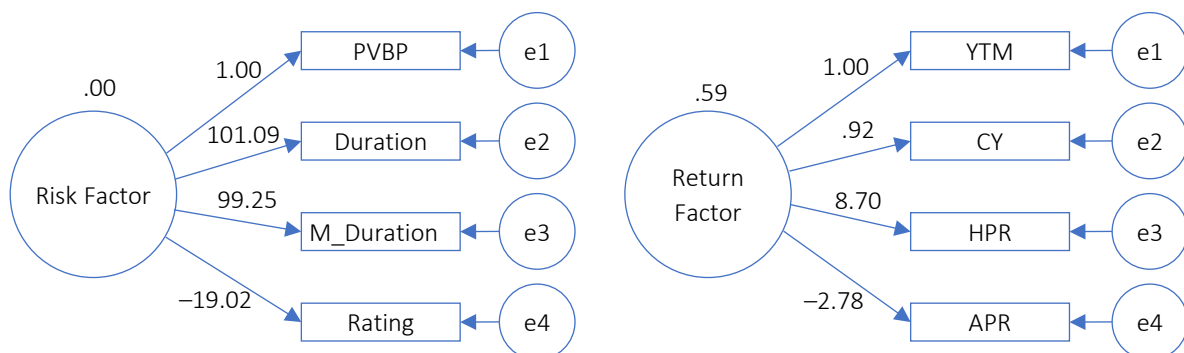 .00
Risk Factor
1.00
101.09
99.25
–19.02
PVBP
Duration
M_Duration
Rating
e1
e2
e3
e4
.59
Return
Factor
1.00
.92
8.70
–2.78
YTM
CY
HPR
APR
e1
e2
e3
e4